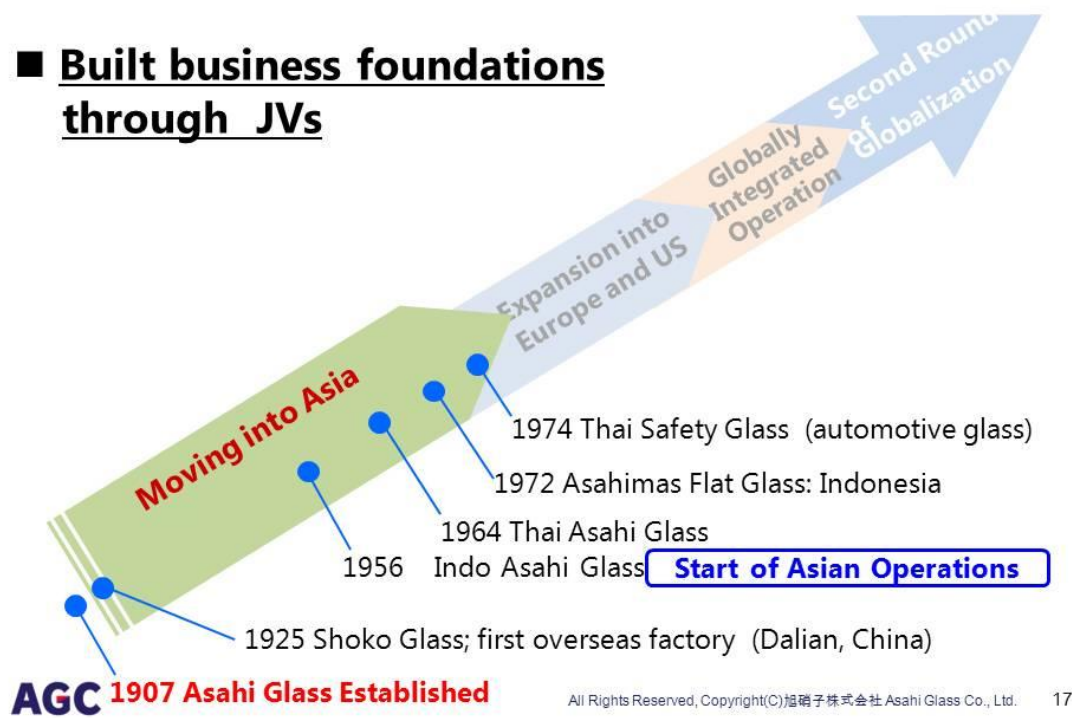 ■ Built business foundations
through JVs
Second Round
of
Globalization
Globally
Integrated
Operation
Expansion into
Europe and US
Moving into Asia
1974 Thai Safety Glass (automotive glass)
1972 Asahimas Flat Glass: Indonesia
1964 Thai Asahi Glass
1956 Indo Asahi Glass Start of Asian Operations
1925 Shoko Glass; first overseas factory (Dalian, China)
1907 Asahi Glass Established
AGC
All Rights Reserved, Copyright(C)旭硝子株式会社 Asahi Glass Co., Ltd. 17